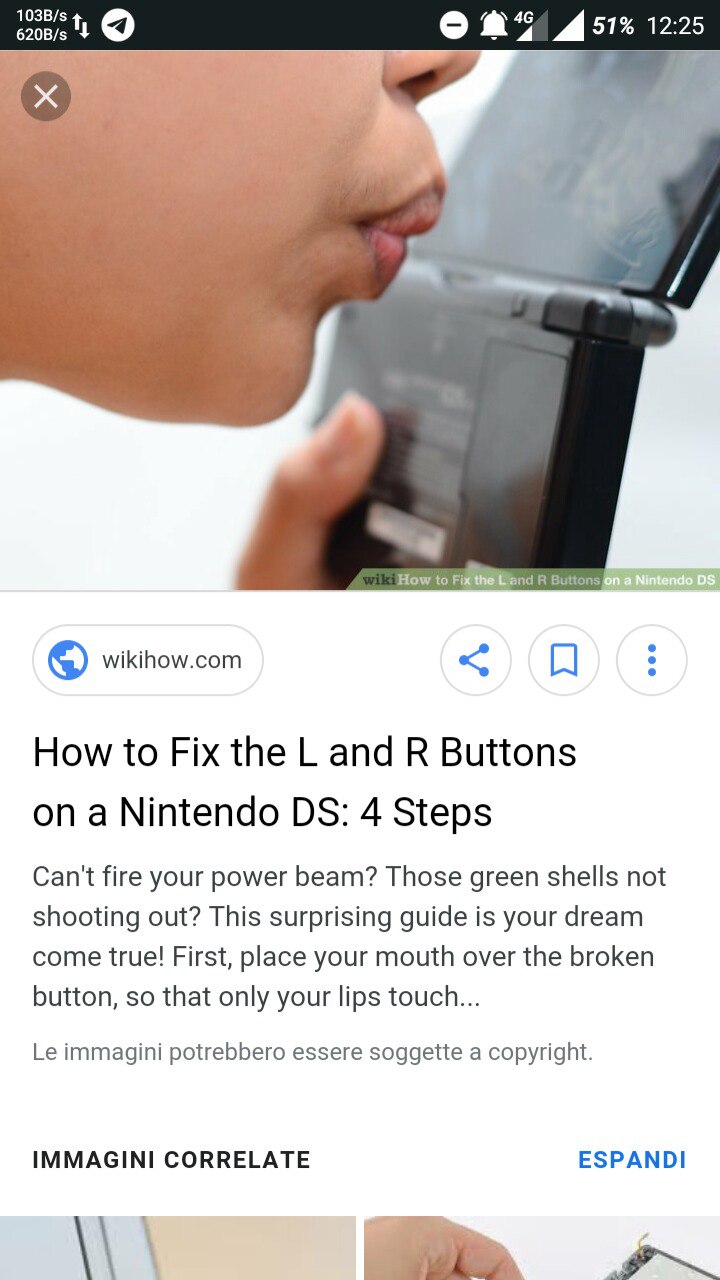 103B/s
620B/s
4G
51% 12:25
wikiHow to Fix the L and R Buttons on a Nintendo DS
wikihow.com
How to Fix the L and R Buttons
on a Nintendo DS: 4 Steps
Can't fire your power beam? Those green shells not
shooting out? This surprising guide is your dream
come true! First, place your mouth over the broken
button, so that only your lips touch...
Le immagini potrebbero essere soggette a copyright.
IMMAGINI CORRELATE
ESPANDI